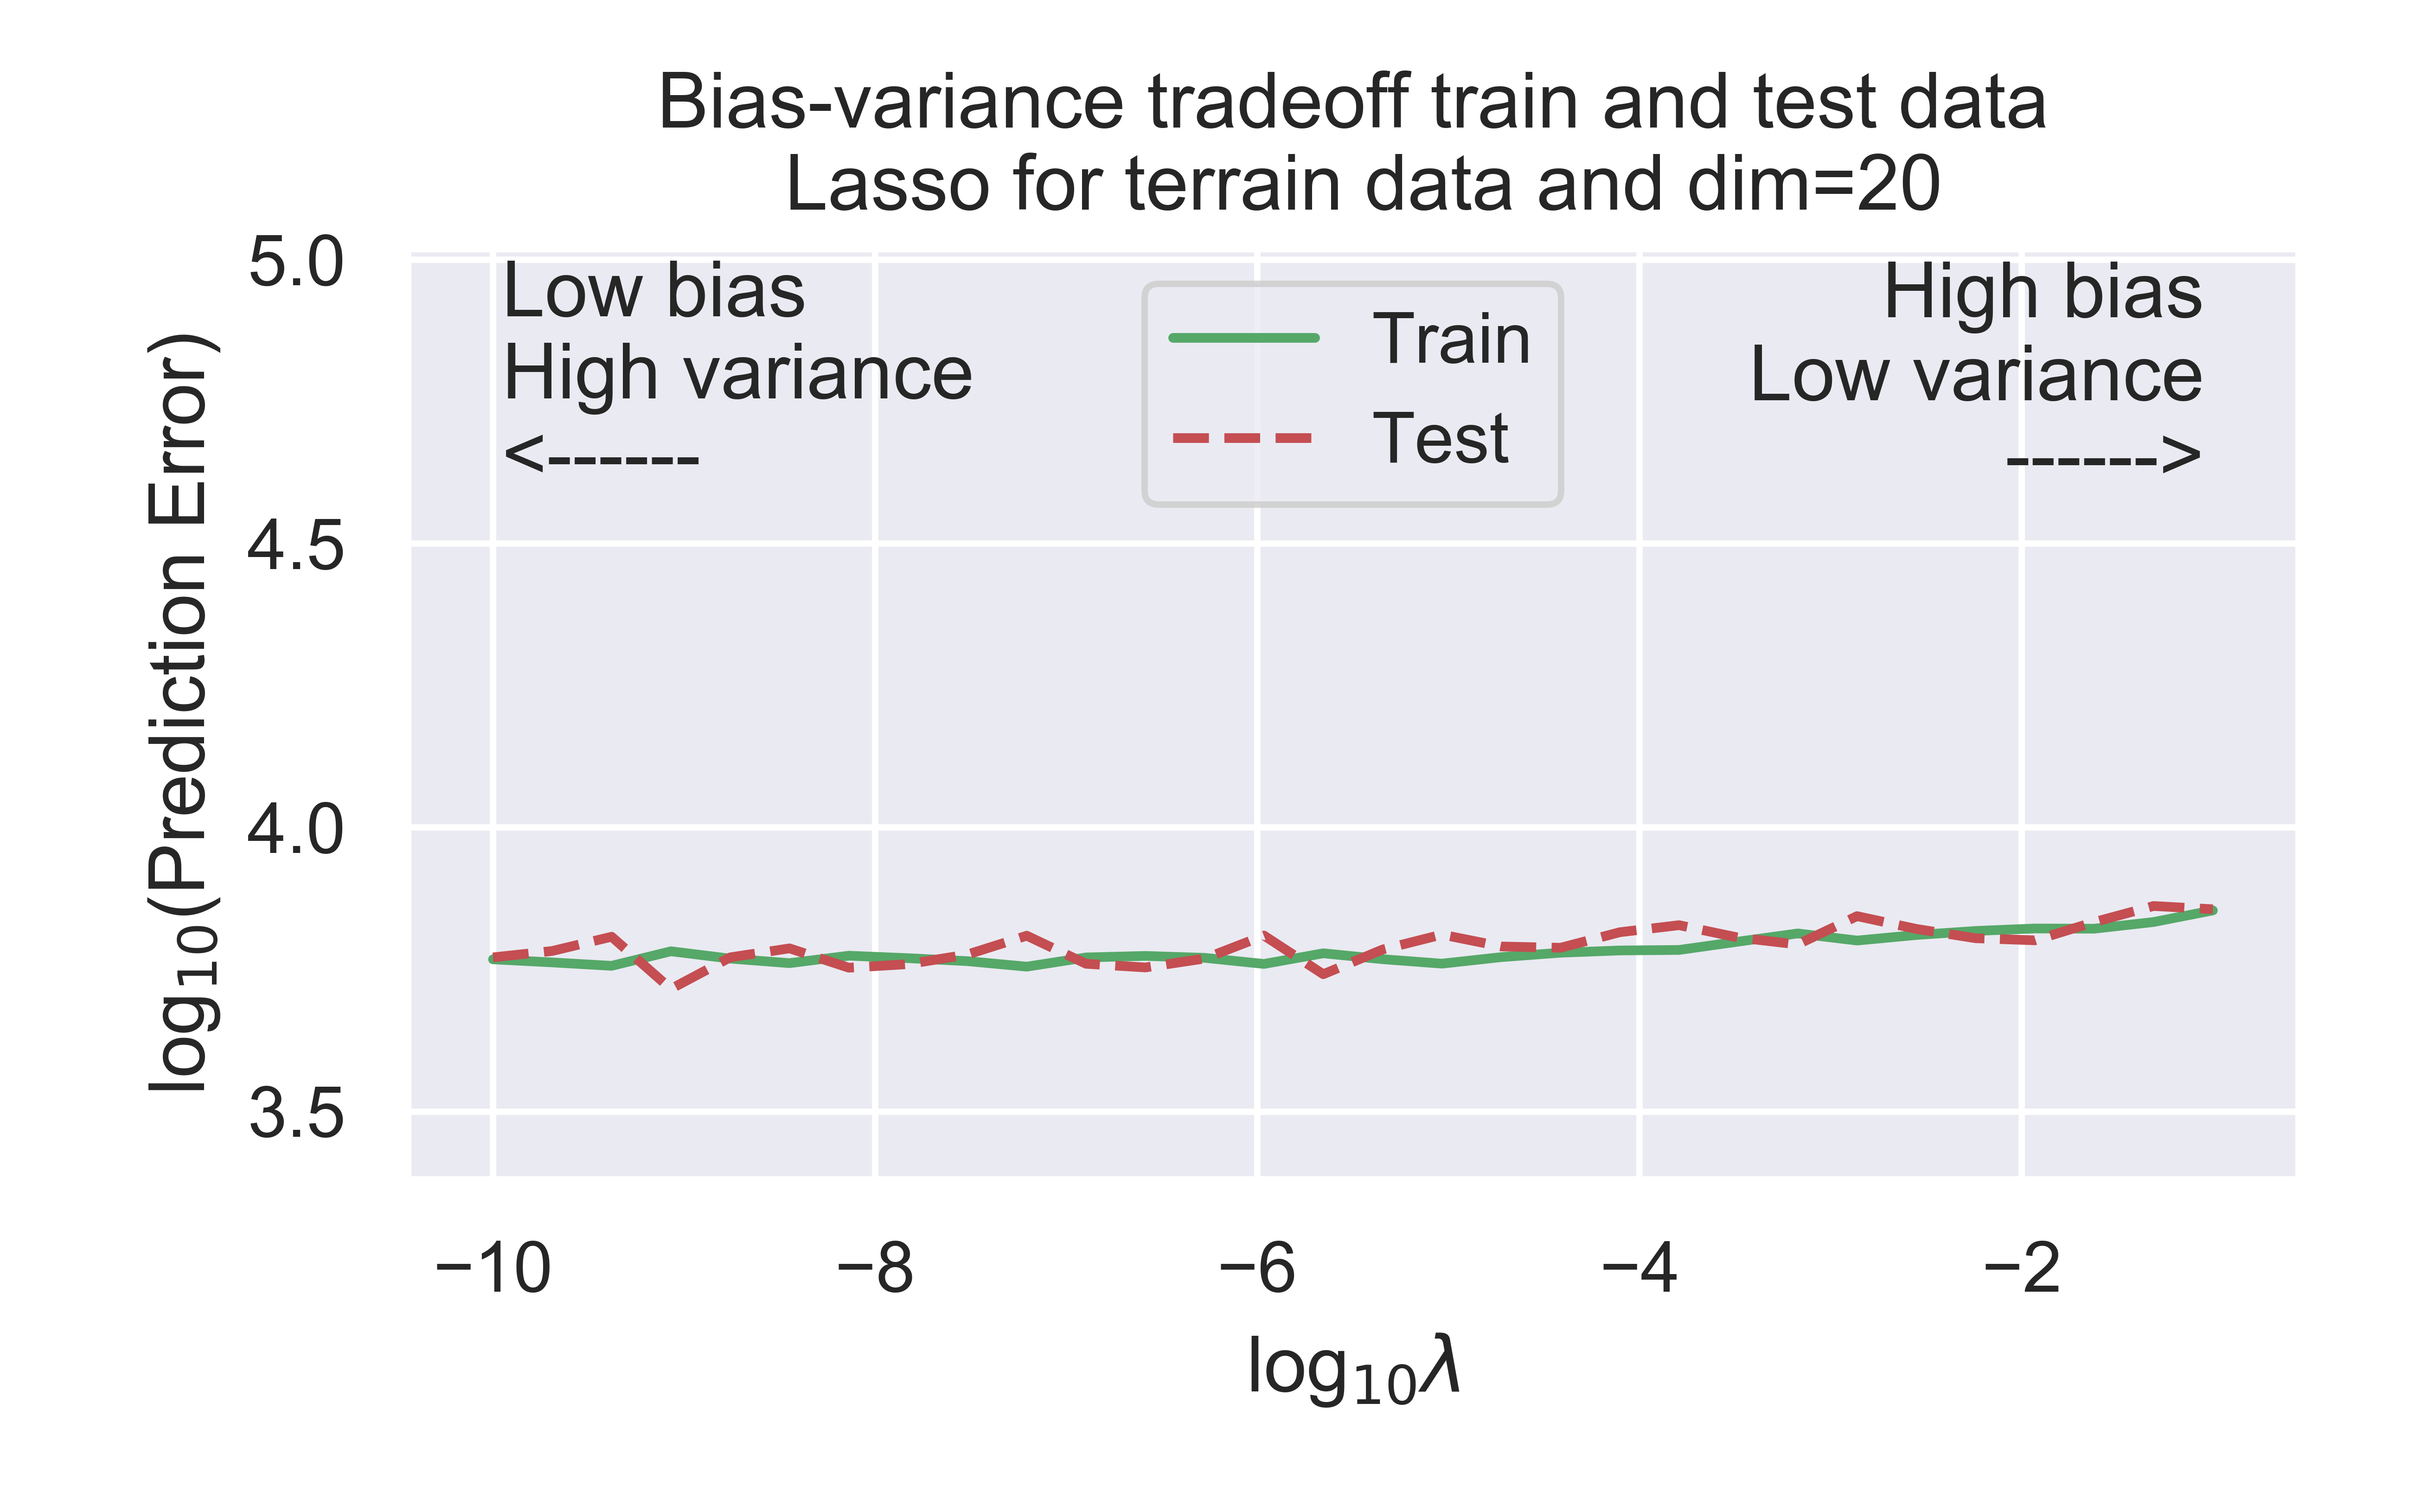 Bias-variance tradeoff train and test data
Lasso for terrain data and dim=20
5.0
4.5
4.0
3.5
log₁₀(Prediction Error)
Low bias
High variance
<------
Train
Test
High bias
Low variance
------>
−10
−8
−6
−4
−2
log₁₀λ